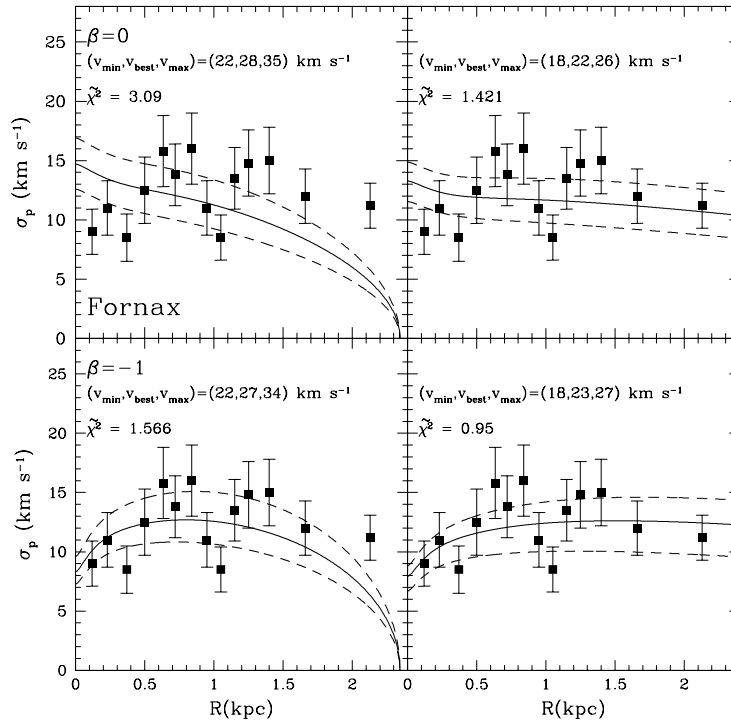 β=0
(v_min,v_best,v_max)=(22,28,35) km s⁻¹
χ̃² = 3.09
Fornax
(v_min,v_best,v_max)=(18,22,26) km s⁻¹
χ̃² = 1.421
25
20
15
10
5
0
σ_p (km s⁻¹)
β=−1
(v_min,v_best,v_max)=(22,27,34) km s⁻¹
χ̃² = 1.566
(v_min,v_best,v_max)=(18,23,27) km s⁻¹
χ̃² = 0.95
25
20
15
10
5
0
σ_p (km s⁻¹)
0 0.5 1 1.5 2
0 0.5 1 1.5 2
R(kpc)
R(kpc)